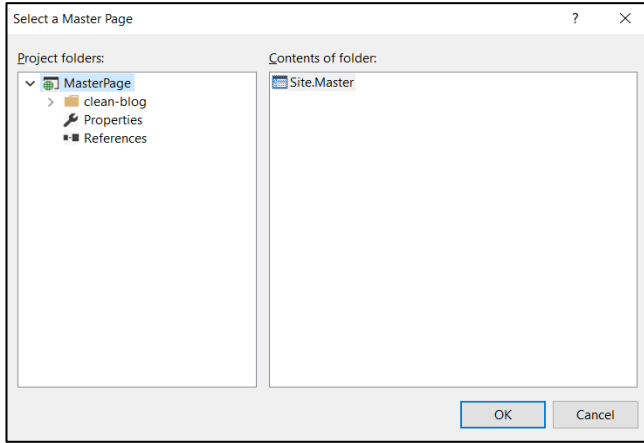 Select a Master Page
? ×
Project folders:
MasterPage
clean-blog
Properties
References
Contents of folder:
Site.Master
OK
Cancel